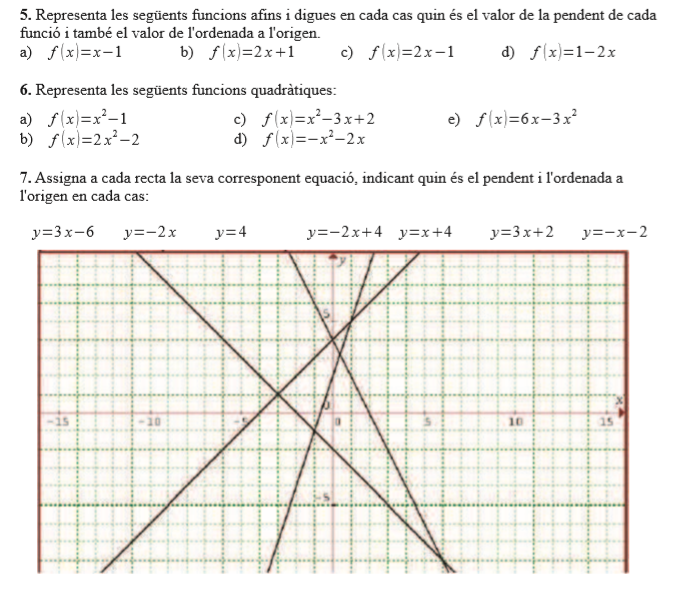 5. Representa les següents funcions afins i digues en cada cas quin és el valor de la pendent de cada
funció i també el valor de l'ordenada a l'origen.
a) f(x)=x−1 b) f(x)=2x+1 c) f(x)=2x−1 d) f(x)=1−2x
6. Representa les següents funcions quadràtiques:
a) f(x)=x²−1 c) f(x)=x²−3x+2 e) f(x)=6x−3x²
b) f(x)=2x²−2 d) f(x)=−x²−2x
7. Assigna a cada recta la seva corresponent equació, indicant quin és el pendent i l'ordenada a
l'origen en cada cas:
y=3x−6 y=−2x y=4 y=−2x+4 y=x+4 y=3x+2 y=−x−2
y
5
0 x
-15 -10 -5 0 5 10 15
-5